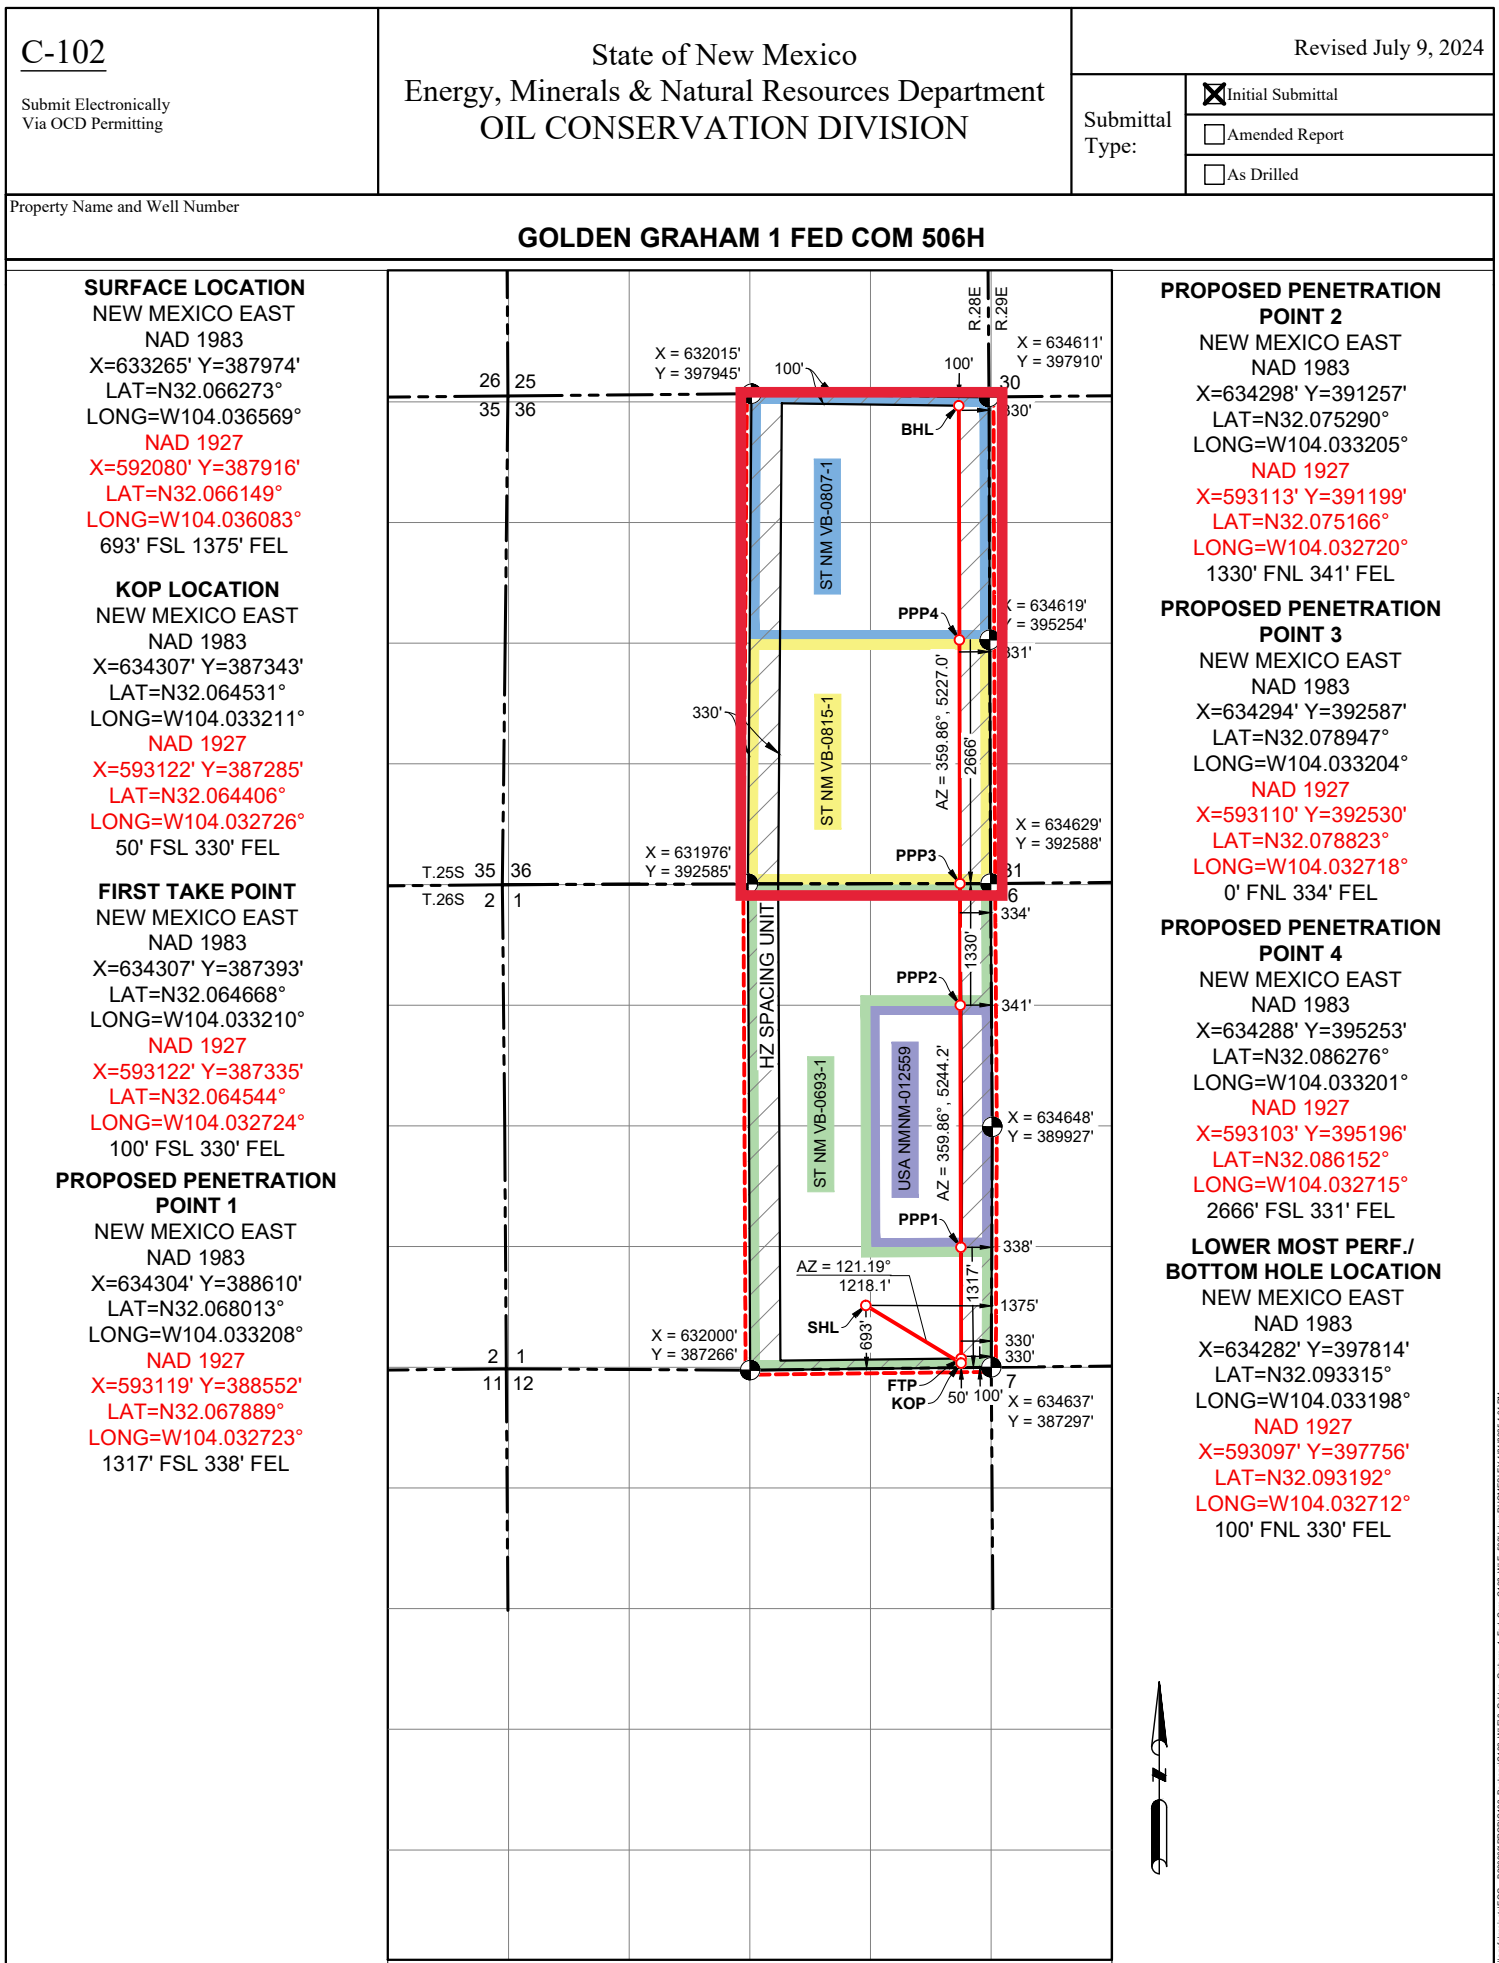 C-102
Submit Electronically
Via OCD Permitting
State of New Mexico
Energy, Minerals & Natural Resources Department
OIL CONSERVATION DIVISION
Revised July 9, 2024
Submittal
Type:
Initial Submittal
Amended Report
As Drilled
Property Name and Well Number
GOLDEN GRAHAM 1 FED COM 506H
SURFACE LOCATION
NEW MEXICO EAST
NAD 1983
X=633265' Y=387974'
LAT=N32.066273°
LONG=W104.036569°
NAD 1927
X=592080' Y=387916'
LAT=N32.066149°
LONG=W104.036083°
693' FSL 1375' FEL
KOP LOCATION
NEW MEXICO EAST
NAD 1983
X=634307' Y=387343'
LAT=N32.064531°
LONG=W104.033211°
NAD 1927
X=593122' Y=387285'
LAT=N32.064406°
LONG=W104.032726°
50' FSL 330' FEL
FIRST TAKE POINT
NEW MEXICO EAST
NAD 1983
X=634307' Y=387393'
LAT=N32.064668°
LONG=W104.033210°
NAD 1927
X=593122' Y=387335'
LAT=N32.064544°
LONG=W104.032724°
100' FSL 330' FEL
PROPOSED PENETRATION
POINT 1
NEW MEXICO EAST
NAD 1983
X=634304' Y=388610'
LAT=N32.068013°
LONG=W104.033208°
NAD 1927
X=593119' Y=388552'
LAT=N32.067889°
LONG=W104.032723°
1317' FSL 338' FEL
R.28E
R.29E
X = 632015'
Y = 397945'
100'
100'
X = 634611'
Y = 397910'
26 25
35 36
30
330'
BHL
ST NM VB-0807-1
PPP4
X = 634619'
Y = 395254'
331'
330'
ST NM VB-0815-1
AZ = 359.86°, 5227.0'
2666'
X = 634629'
Y = 392588'
X = 631976'
Y = 392585'
PPP3
T.25S 35 36
T.26S 2 1
31
6
334'
HZ SPACING UNIT
1330'
PPP2
341'
ST NM VB-0693-1
USA NMNM-012559
AZ = 359.86°, 5244.2'
X = 634648'
Y = 389927'
PPP1
338'
AZ = 121.19°
1218.1'
1317'
1375'
SHL
693'
X = 632000'
Y = 387266'
330'
330'
2 1
11 12
FTP
KOP
50'
100'
7
X = 634637'
Y = 387297'
PROPOSED PENETRATION
POINT 2
NEW MEXICO EAST
NAD 1983
X=634298' Y=391257'
LAT=N32.075290°
LONG=W104.033205°
NAD 1927
X=593113' Y=391199'
LAT=N32.075166°
LONG=W104.032720°
1330' FNL 341' FEL
PROPOSED PENETRATION
POINT 3
NEW MEXICO EAST
NAD 1983
X=634294' Y=392587'
LAT=N32.078947°
LONG=W104.033204°
NAD 1927
X=593110' Y=392530'
LAT=N32.078823°
LONG=W104.032718°
0' FNL 334' FEL
PROPOSED PENETRATION
POINT 4
NEW MEXICO EAST
NAD 1983
X=634288' Y=395253'
LAT=N32.086276°
LONG=W104.033201°
NAD 1927
X=593103' Y=395196'
LAT=N32.086152°
LONG=W104.032715°
2666' FSL 331' FEL
LOWER MOST PERF./
BOTTOM HOLE LOCATION
NEW MEXICO EAST
NAD 1983
X=634282' Y=397814'
LAT=N32.093315°
LONG=W104.033198°
NAD 1927
X=593097' Y=397756'
LAT=N32.093192°
LONG=W104.032712°
100' FNL 330' FEL